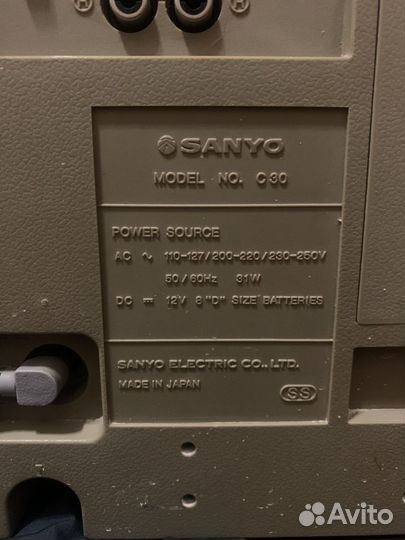 H H
SANYO
MODEL NO. C30
POWER SOURCE
AC ∿ 110-127/200-220/230-250V
50/60Hz 31W
DC ⎓ 12V 8 "D" SIZE BATTERIES
SANYO ELECTRIC CO., LTD.
MADE IN JAPAN
SS
Avito